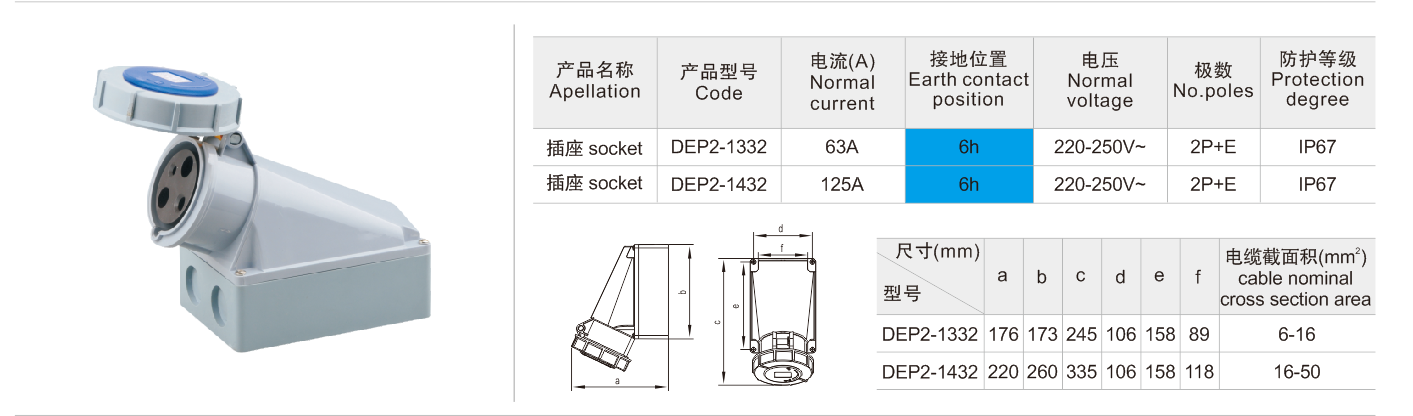 产品名称
Apellation
产品型号
Code
电流(A)
Normal
current
接地位置
Earth contact
position
电压
Normal
voltage
极数
No.poles
防护等级
Protection
degree
插座 socket DEP2-1332 63A 6h 220-250V~ 2P+E IP67
插座 socket DEP2-1432 125A 6h 220-250V~ 2P+E IP67
a
b
c
d
e
f
尺寸(mm)
型号
a b c d e f
电缆截面积(mm²)
cable nominal
cross section area
DEP2-1332 176 173 245 106 158 89 6-16
DEP2-1432 220 260 335 106 158 118 16-50